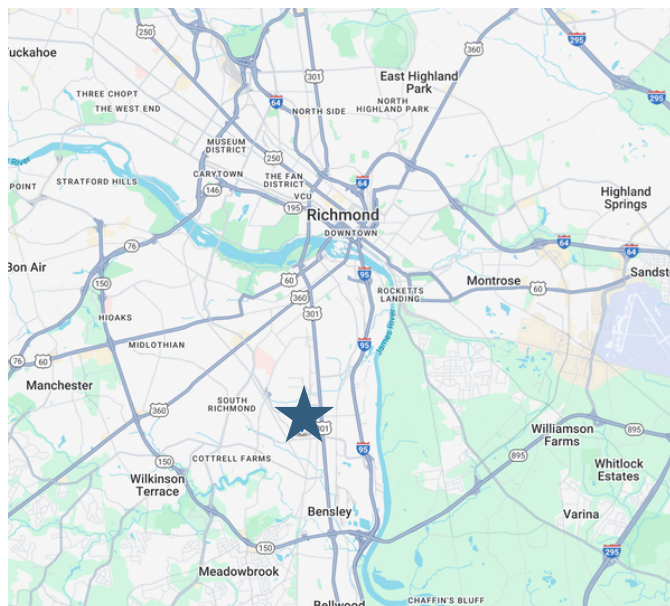 250
360
295
301
uckahoe
East Highland
Park
THREE CHOPT
THE WEST END
64
NORTH SIDE
NORTH
HIGHLAND PARK
295
MUSEUM
DISTRICT
250
River
CARYTOWN
THE FAN
DISTRICT
POINT
STRATFORD HILLS
146
VCU
64
195
Richmond
DOWNTOWN
Highland
Springs
76
64
Bon Air
60
95
Montrose
Sandst
150
360
ROCKETTS
LANDING
60
HIOAKS
301
James River
MIDLOTHIAN
95
76
60
Manchester
SOUTH
RICHMOND
360
301
Williamson
Farms
895
95
COTTRELL FARMS
150
895
Wilkinson
Terrace
Whitlock
Estates
Bensley
Varina
150
295
Meadowbrook
Bellwood
CHAFFIN'S BLUFF